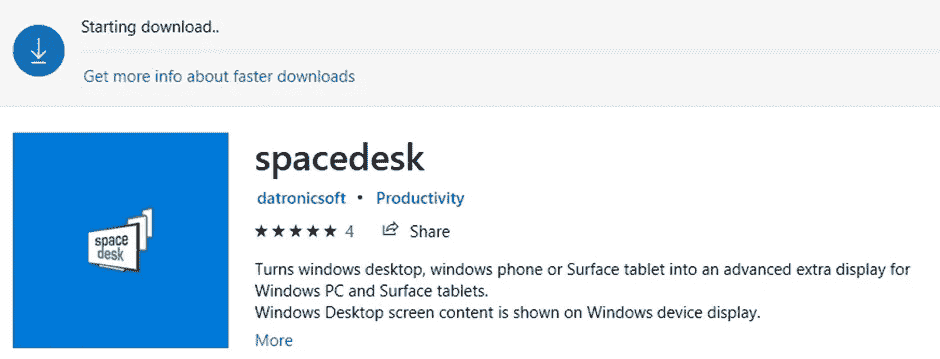 Starting download..
Get more info about faster downloads
spacedesk
datronicsoft • Productivity
★★★★★ 4 Share
space
desk
Turns windows desktop, windows phone or Surface tablet into an advanced extra display for
Windows PC and Surface tablets.
Windows Desktop screen content is shown on Windows device display.
More